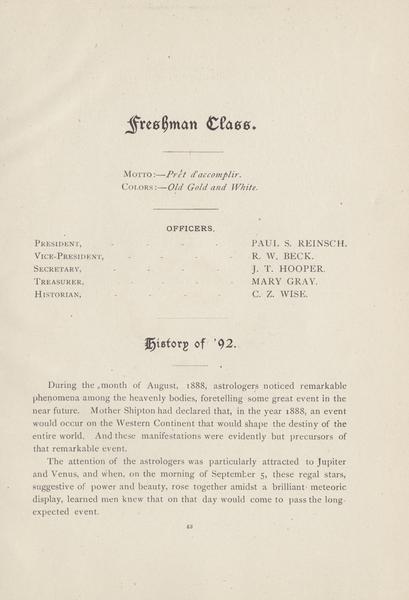 Freshman Class.
MOTTO:—Prêt d'accomplir.
COLORS:—Old Gold and White.
OFFICERS.
PRESIDENT, - - - - PAUL S. REINSCH.
VICE-PRESIDENT, - - - - R. W. BECK.
SECRETARY, - - - - J. T. HOOPER.
TREASURER, - - - - MARY GRAY.
HISTORIAN, - - - - C. Z. WISE.
History of '92.
During the month of August, 1888, astrologers noticed remarkable
phenomena among the heavenly bodies, foretelling some great event in the
near future. Mother Shipton had declared that, in the year 1888, an event
would occur on the Western Continent that would shape the destiny of the
entire world. And these manifestations were evidently but precursors of
that remarkable event.
The attention of the astrologers was particularly attracted to Jupiter
and Venus, and when, on the morning of September 5, these regal stars,
suggestive of power and beauty, rose together amidst a brilliant meteoric
display, learned men knew that on that day would come to pass the long-
expected event.